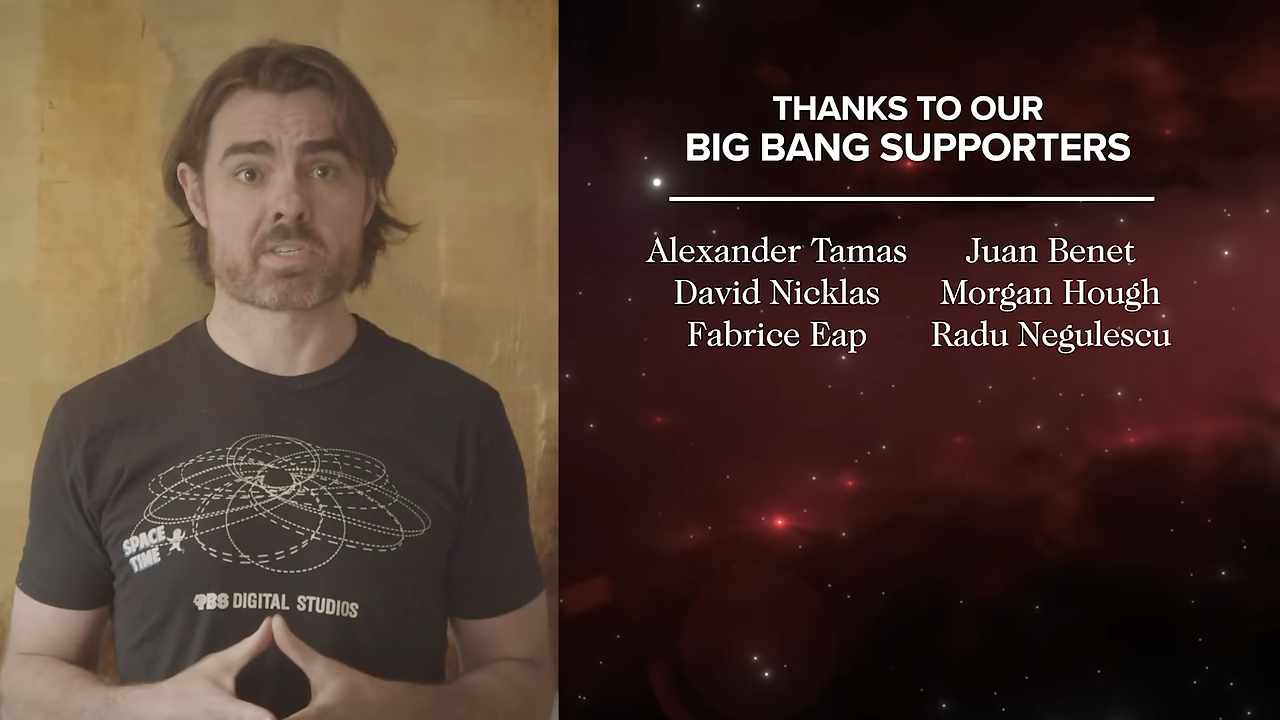 THANKS TO OUR
BIG BANG SUPPORTERS
Alexander Tamas
Juan Benet
David Nicklas
Morgan Hough
Fabrice Eap
Radu Negulescu
SPACE
TIME
PBS DIGITAL STUDIOS